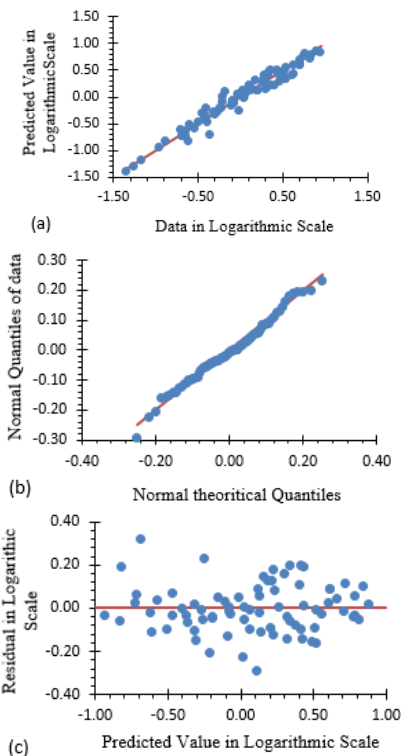 1.50
1.00
0.50
0.00
-0.50
-1.00
-1.50
Predicted Value in
LogarithmicScale
-1.50 -0.50 0.50 1.50
(a) Data in Logarithmic Scale
0.30
0.20
0.10
0.00
-0.10
-0.20
-0.30
Normal Quantiles of data
-0.40 -0.20 0.00 0.20 0.40
(b) Normal theoritical Quantiles
0.40
0.20
0.00
-0.20
-0.40
Residual in Logarithic
Scale
-1.00 -0.50 0.00 0.50 1.00
(c) Predicted Value in Logarithmic Scale